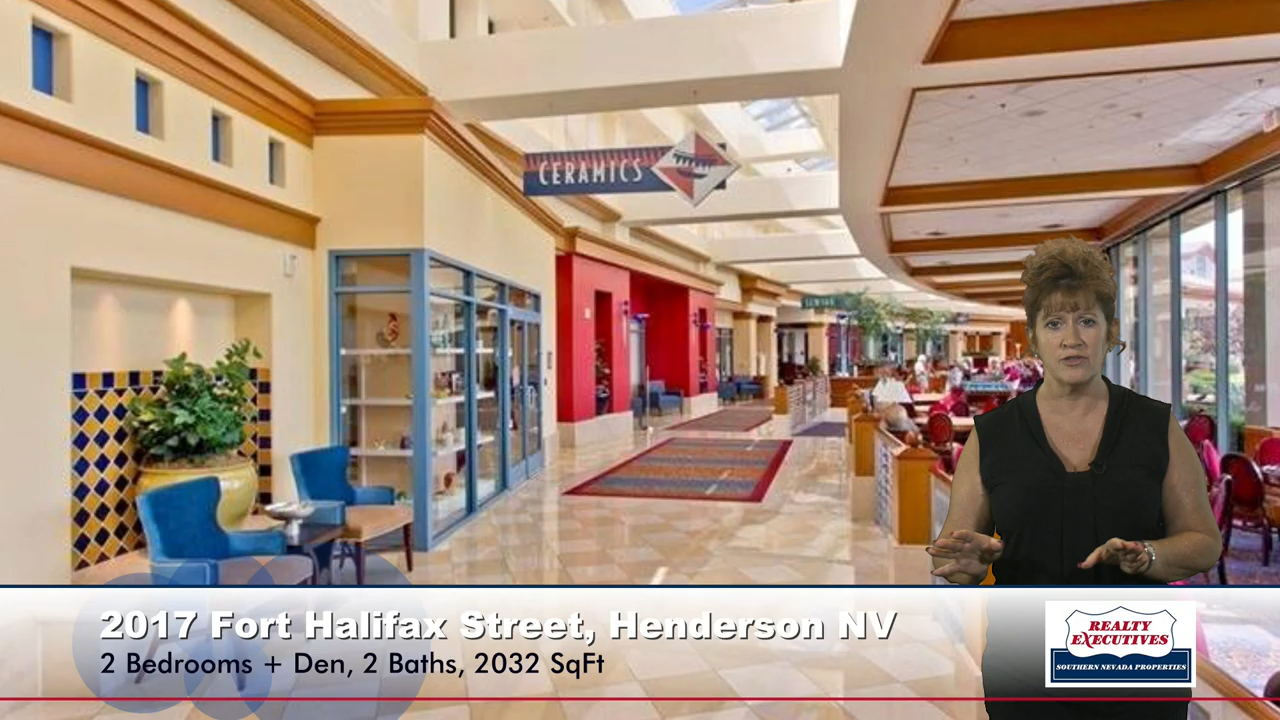 CERAMICS
2017 Fort Halifax Street, Henderson NV
2 Bedrooms + Den, 2 Baths, 2032 SqFt
REALTY
EXECUTIVES
SOUTHERN NEVADA PROPERTIES